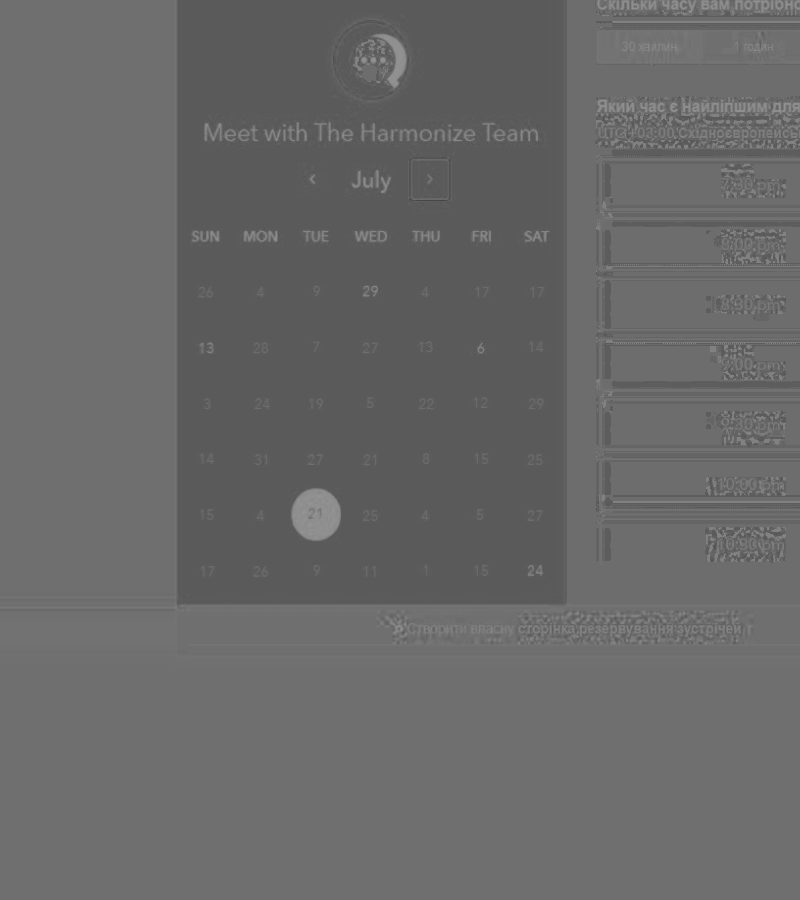 Meet with The Harmonize Team
‹ July ›
SUN MON TUE WED THU FRI SAT
26 4 9 29 4 17 17
13 28 7 27 13 6 14
3 24 19 5 22 12 29
14 31 27 21 8 15 25
15 4 21 25 4 5 27
17 26 9 11 1 15 24
Скільки часу вам потрібно
30 хвилин 1 годин
Який час є найліпшим для
UTC+03:00 Східноєвропейськ
7:30 pm
8:00 pm
8:30 pm
9:00 pm
9:30 pm
10:00 pm
10:30 pm
Створити власну сторінка резервування зустрічей